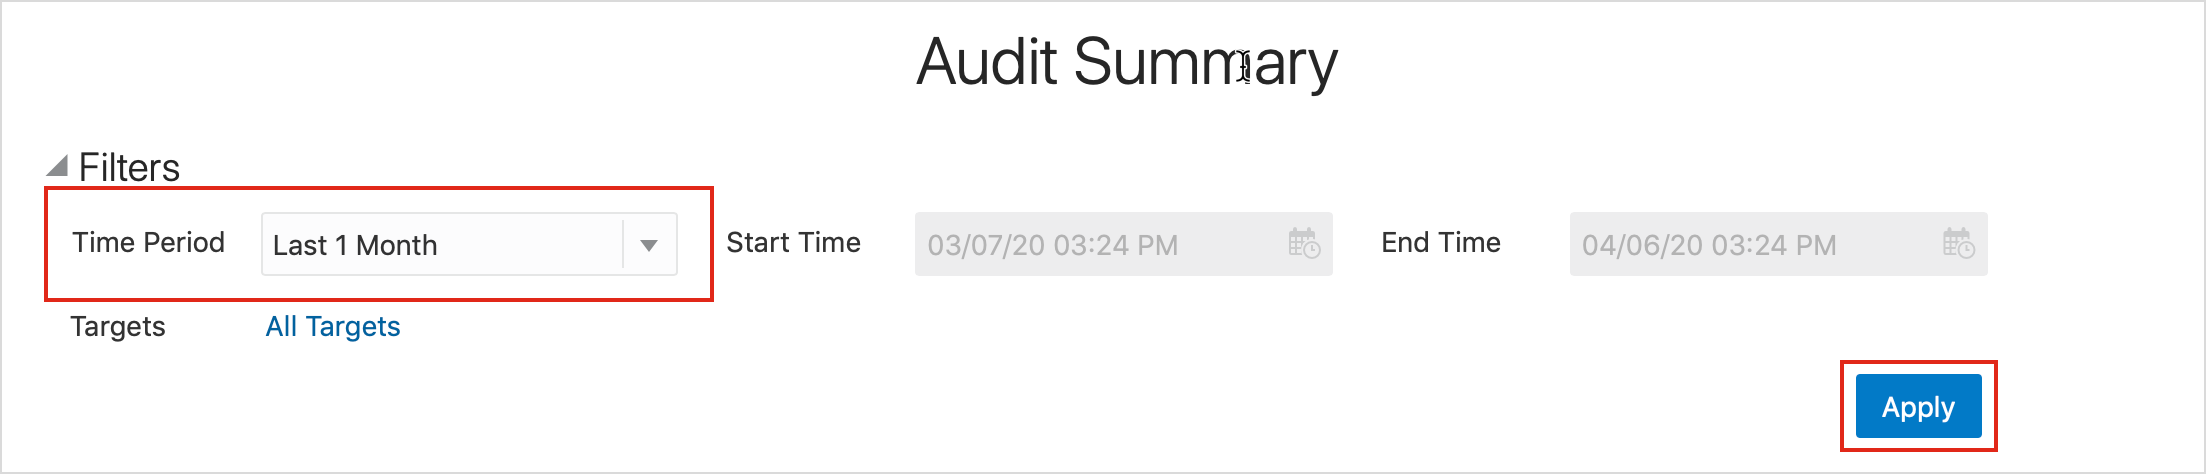 Audit Summary
Filters
Time Period Last 1 Month Start Time 03/07/20 03:24 PM End Time 04/06/20 03:24 PM
Targets All Targets
Apply